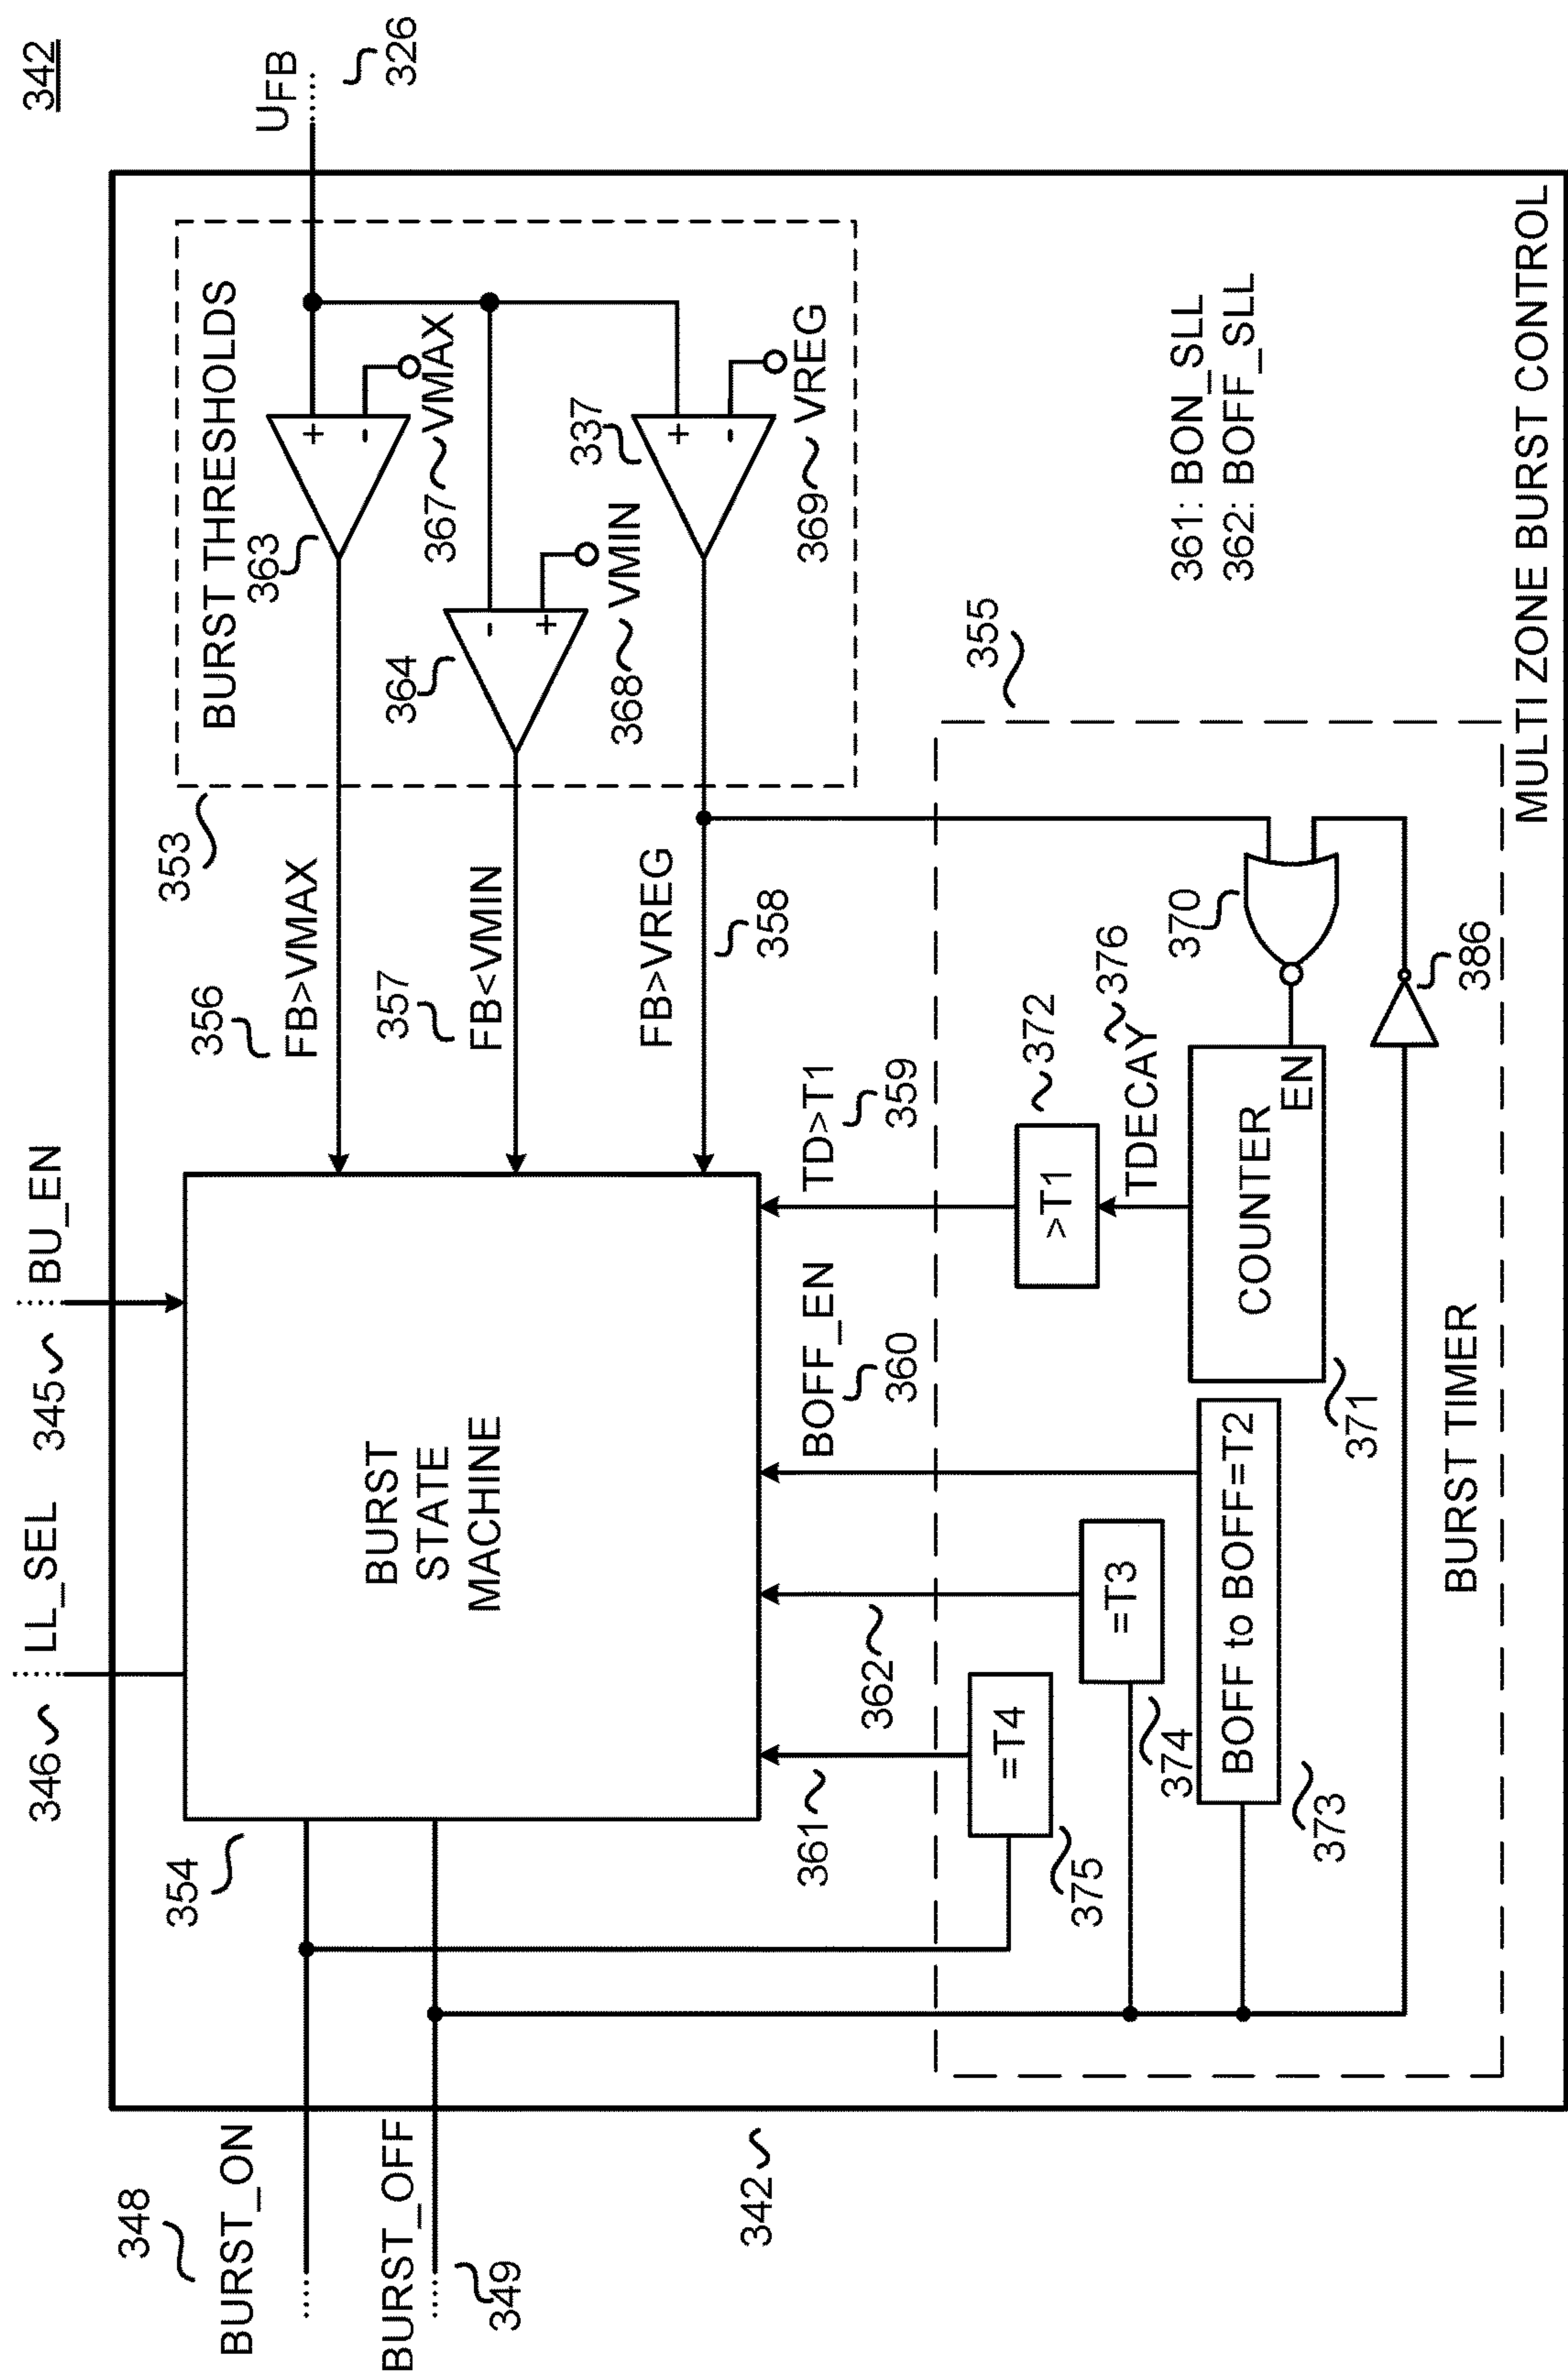 342
346
LL_SEL
345
BU_EN
UFB
326
348
BURST_ON
BURST_OFF
349
354
BURST
STATE
MACHINE
356
FB>VMAX
357
FB<VMIN
FB>VREG
358
353
BURST THRESHOLDS
363
+
-
367
VMAX
364
-
+
368
VMIN
337
+
-
369
VREG
361
362
BOFF_EN
360
TD>T1
359
355
=T4
375
=T3
374
BOFF to BOFF=T2
373
>T1
372
TDECAY
376
COUNTER
EN
371
370
386
BURST TIMER
361: BON_SLL
362: BOFF_SLL
342
MULTI ZONE BURST CONTROL